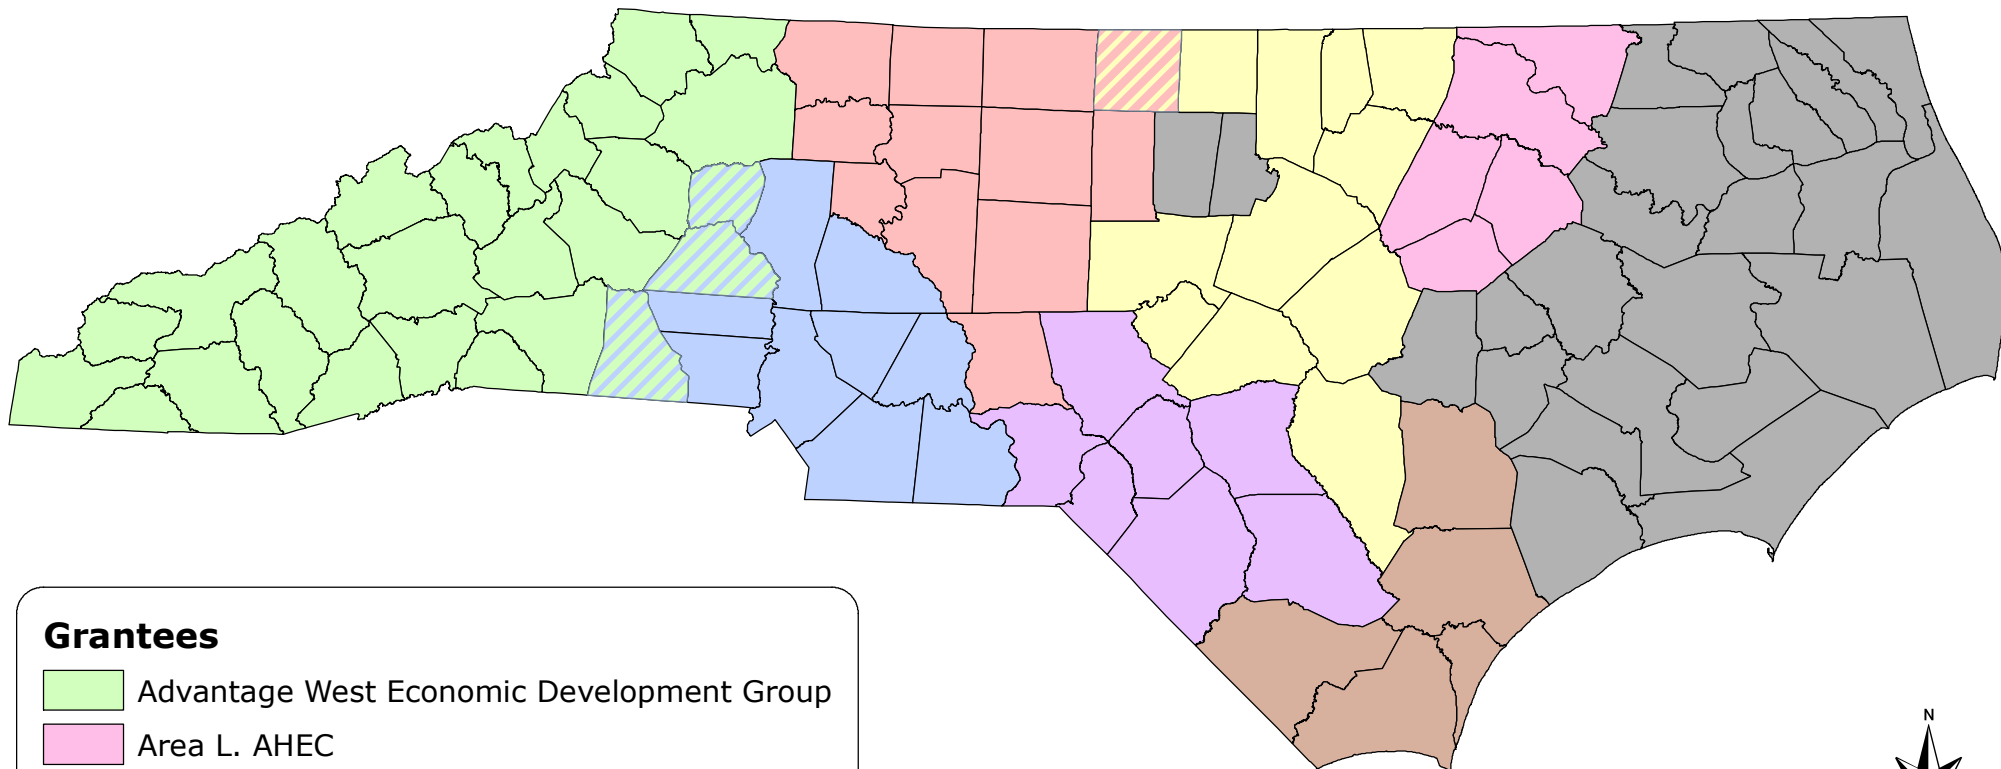 Grantees
Advantage West Economic Development Group
Area L. AHEC
N